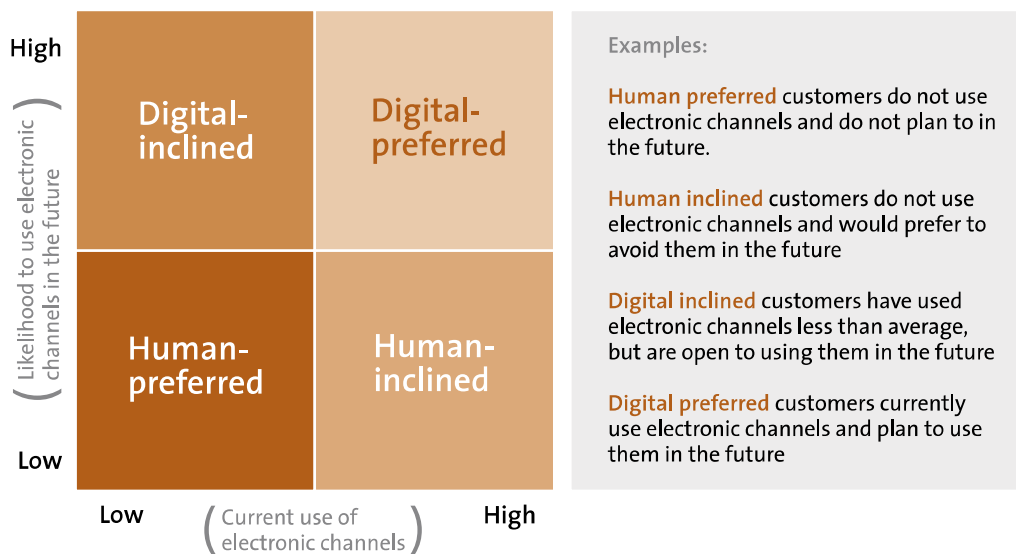 High
Digital-
inclined
Digital-
preferred
Human-
preferred
Human-
inclined
Low
(Likelihood to use electronic
channels in the future)
Low
(Current use of
electronic channels)
High
Examples:
Human preferred customers do not use
electronic channels and do not plan to in
the future.
Human inclined customers do not use
electronic channels and would prefer to
avoid them in the future
Digital inclined customers have used
electronic channels less than average,
but are open to using them in the future
Digital preferred customers currently
use electronic channels and plan to use
them in the future